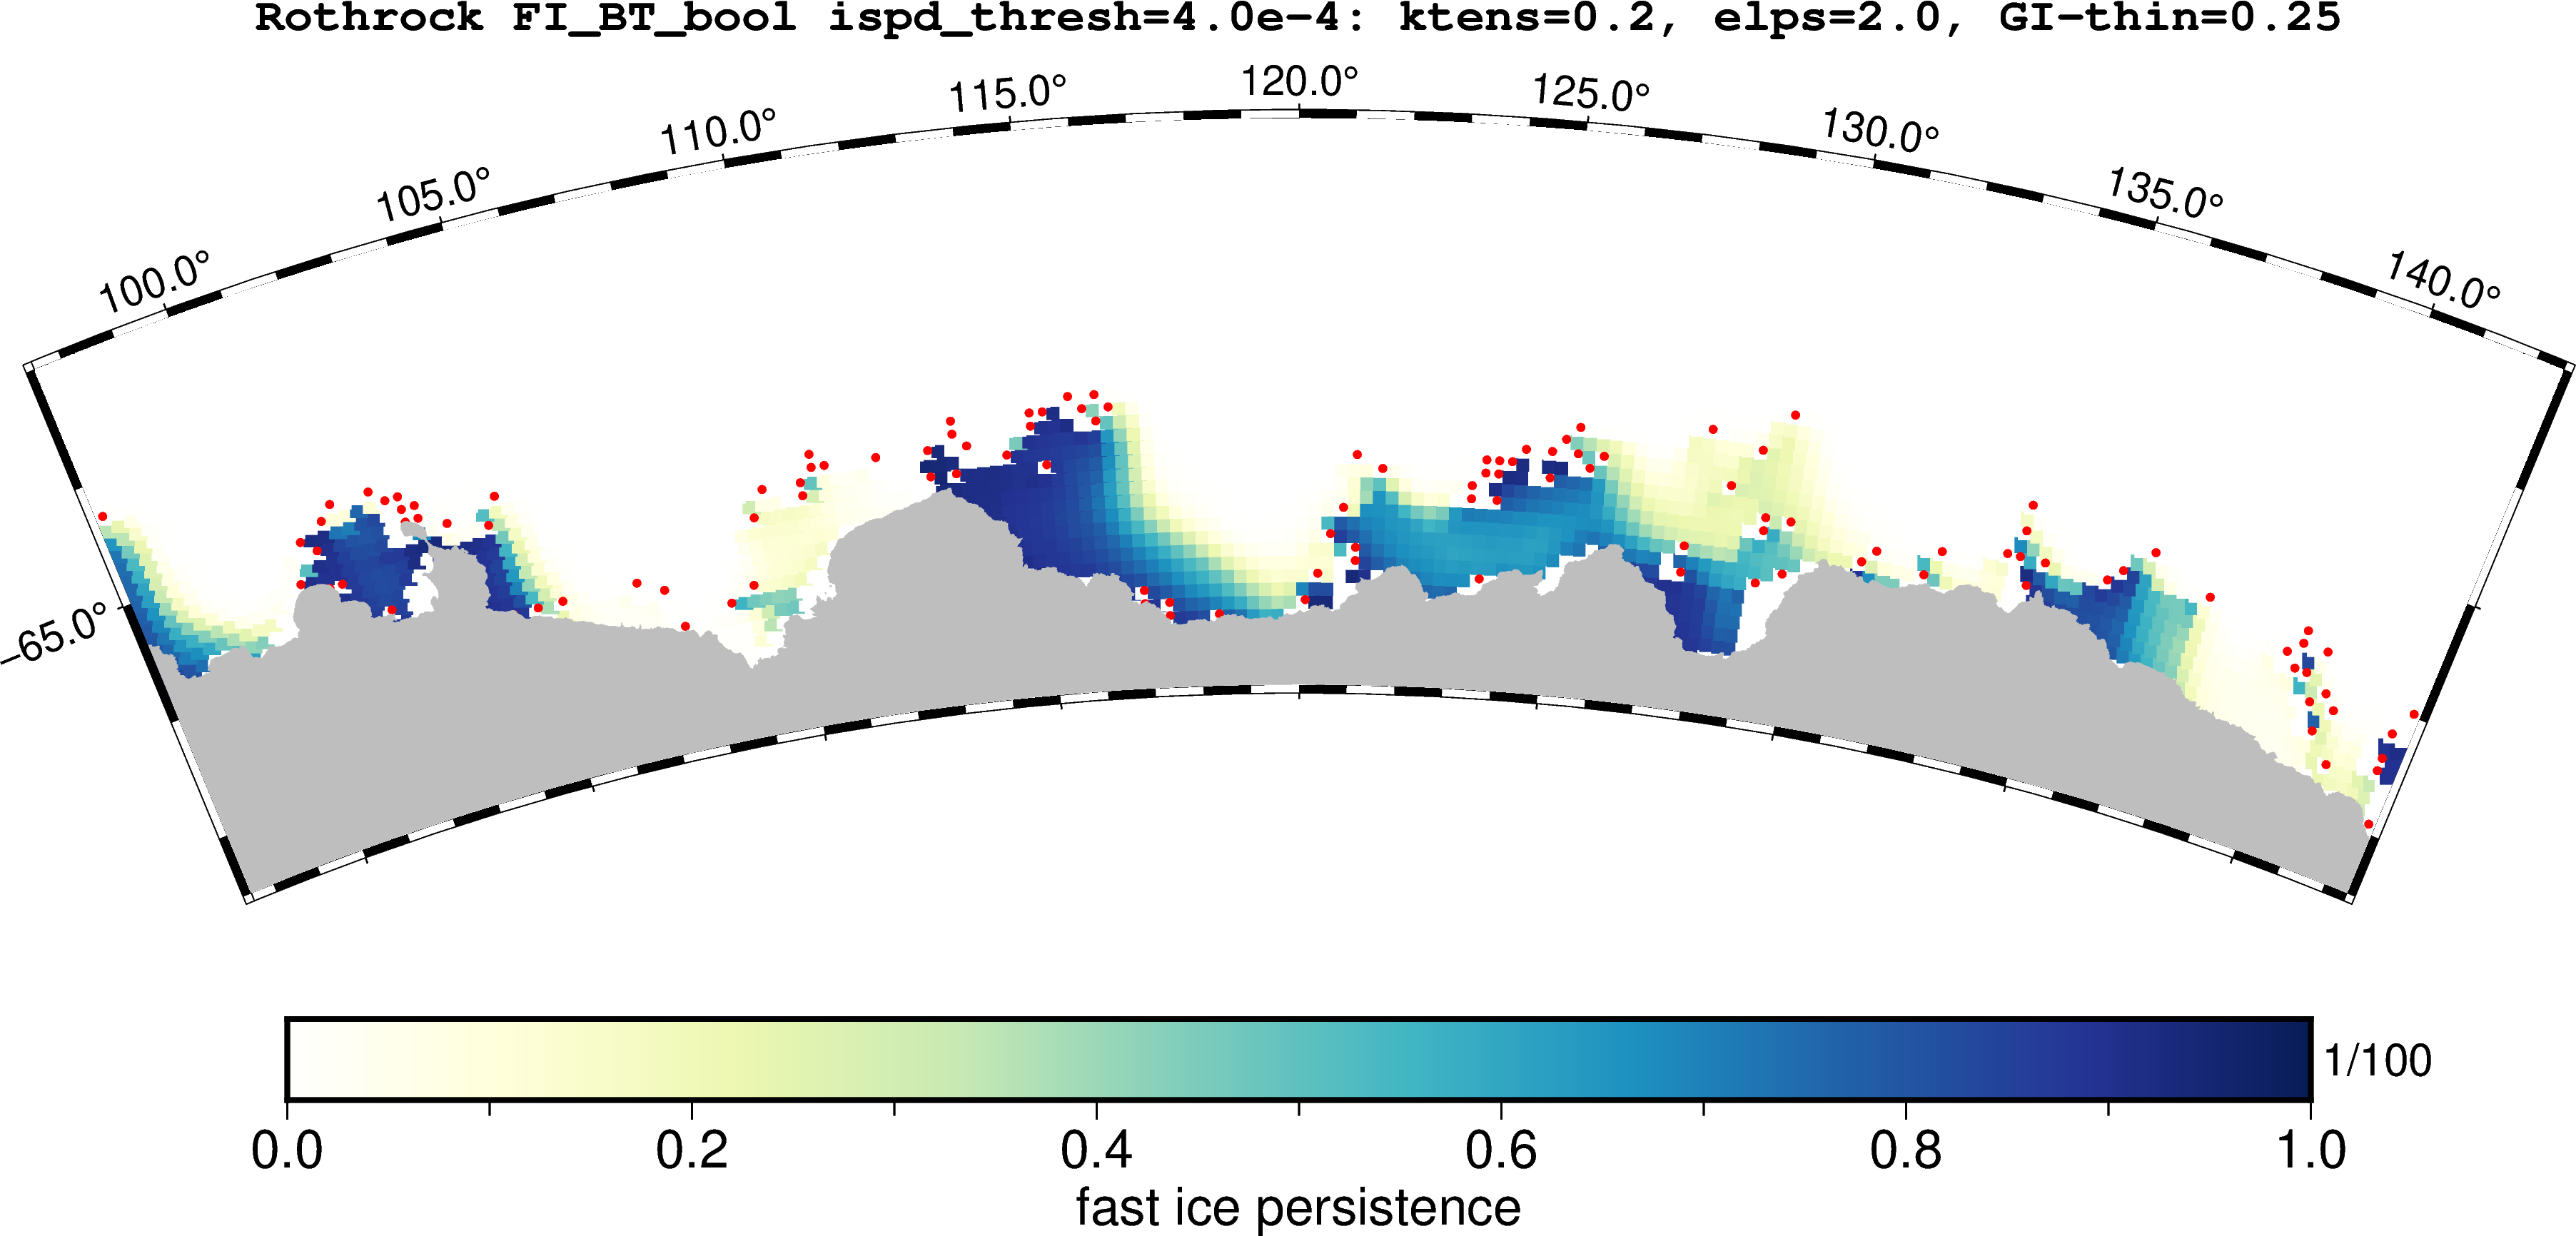 Rothrock FI_BT_bool ispd_thresh=4.0e-4: ktens=0.2, elps=2.0, GI-thin=0.25
100.0° 105.0° 110.0° 115.0° 120.0° 125.0° 130.0° 135.0° 140.0°
-65.0°
1/100
0.0 0.2 0.4 0.6 0.8 1.0
fast ice persistence